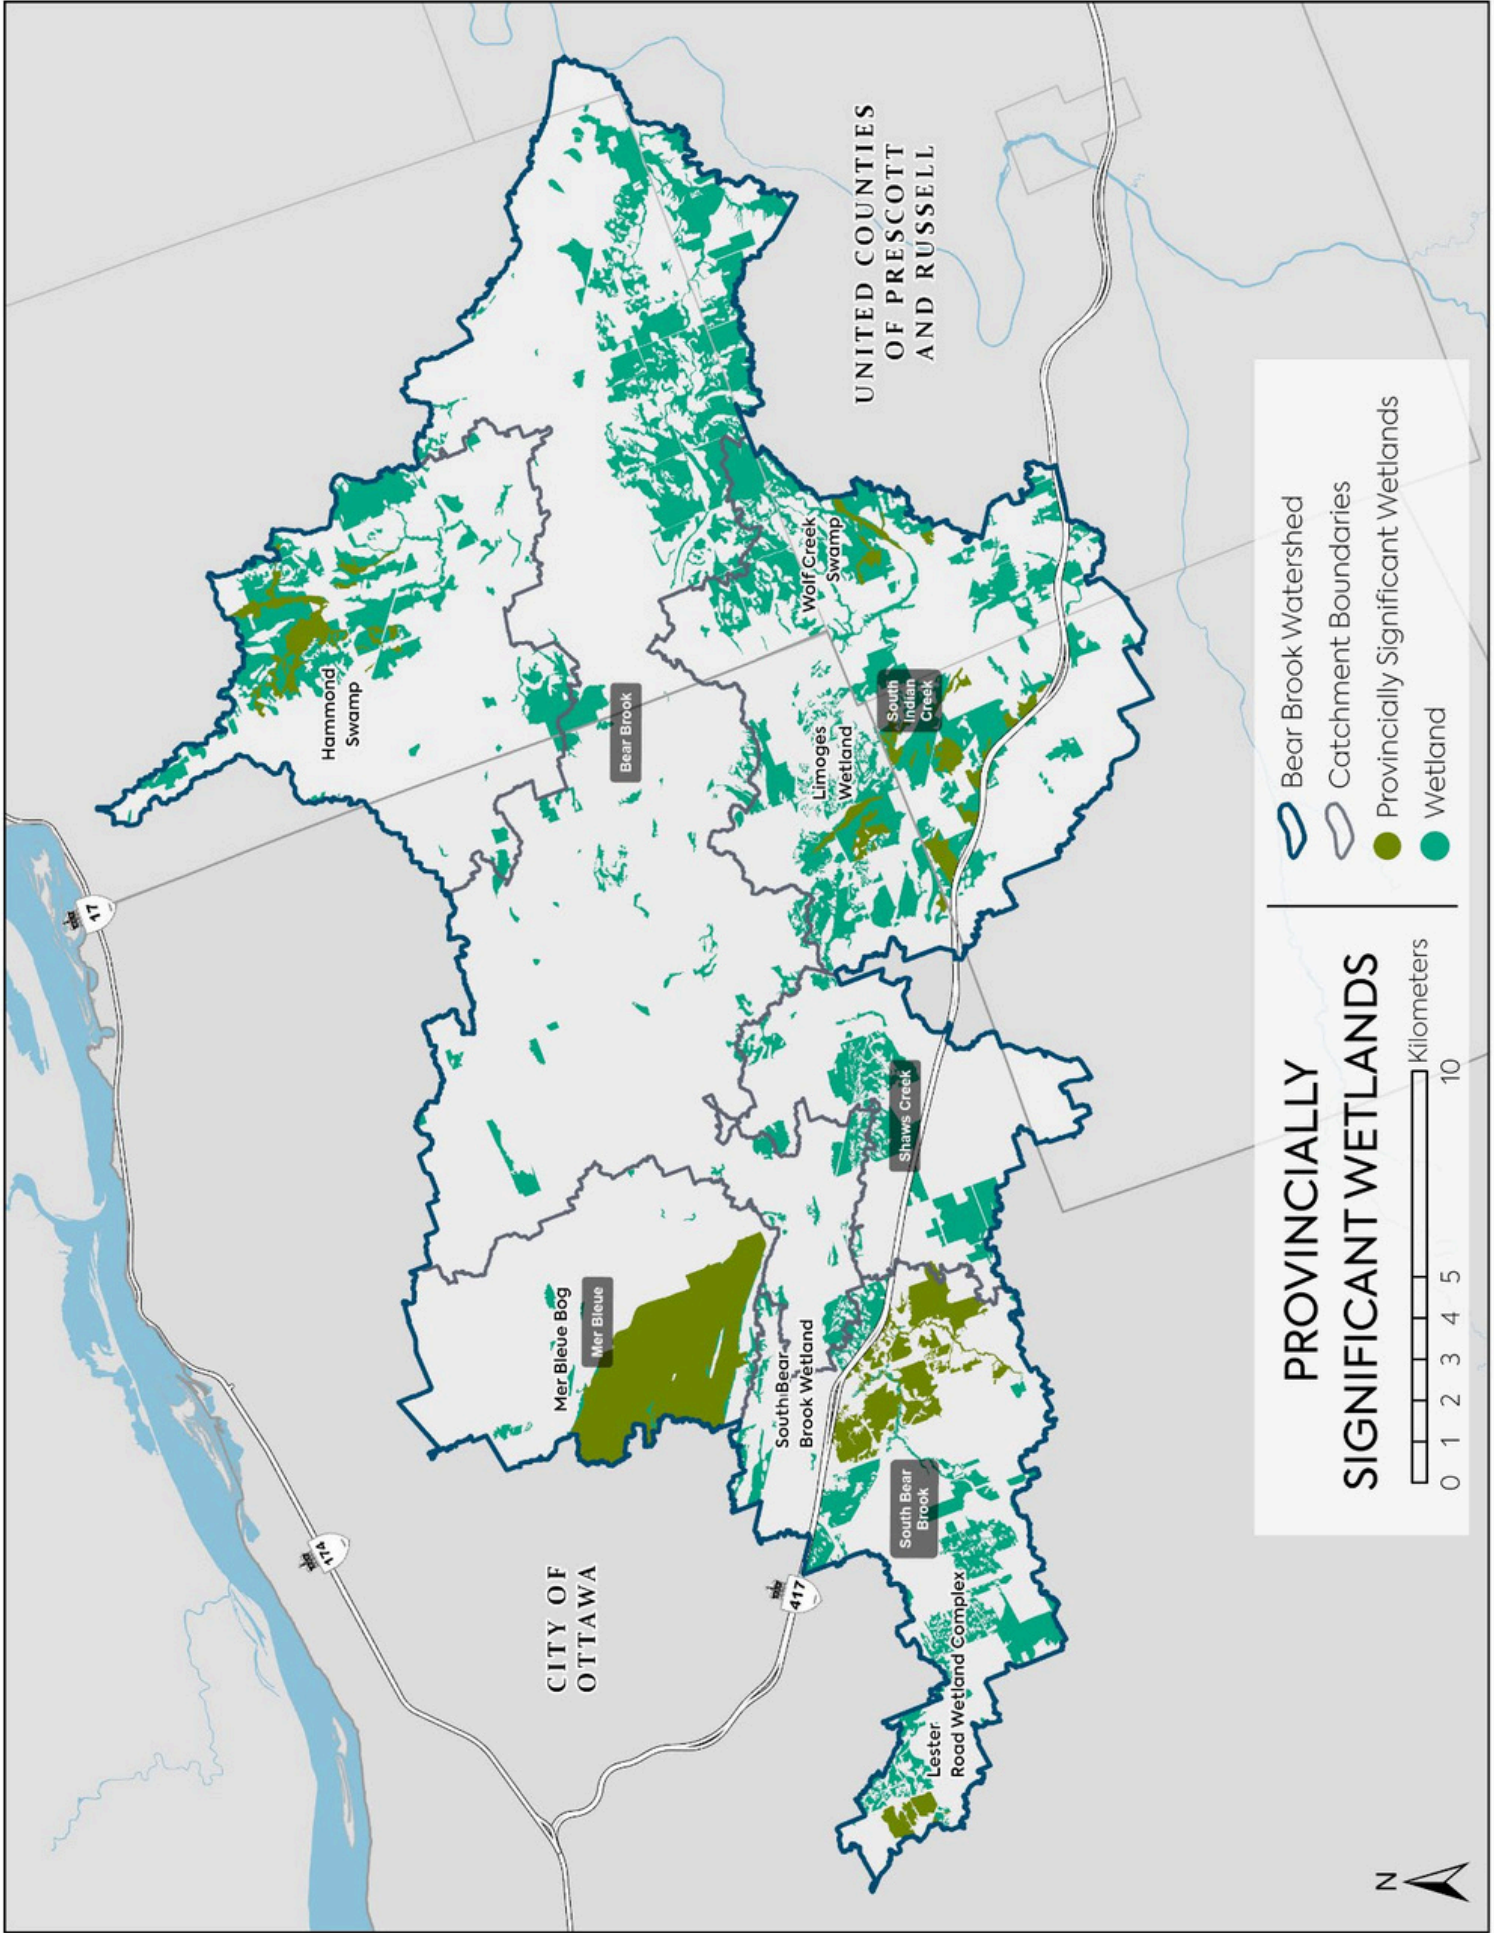 17
174
417
CITY OF
OTTAWA
UNITED COUNTIES
OF PRESCOTT
AND RUSSELL
Hammond
Swamp
Bear Brook
Mer Bleue Bog
Mer Bleue
South Bear
Brook Wetland
Limoges
Wetland
Wolf Creek
Swamp
South
Indian
Creek
Shaws Creek
South Bear
Brook
Lester
Road Wetland Complex
N
PROVINCIALLY
SIGNIFICANT WETLANDS
Kilometers
0 1 2 3 4 5 10
Bear Brook Watershed
Catchment Boundaries
Provincially Significant Wetlands
Wetland